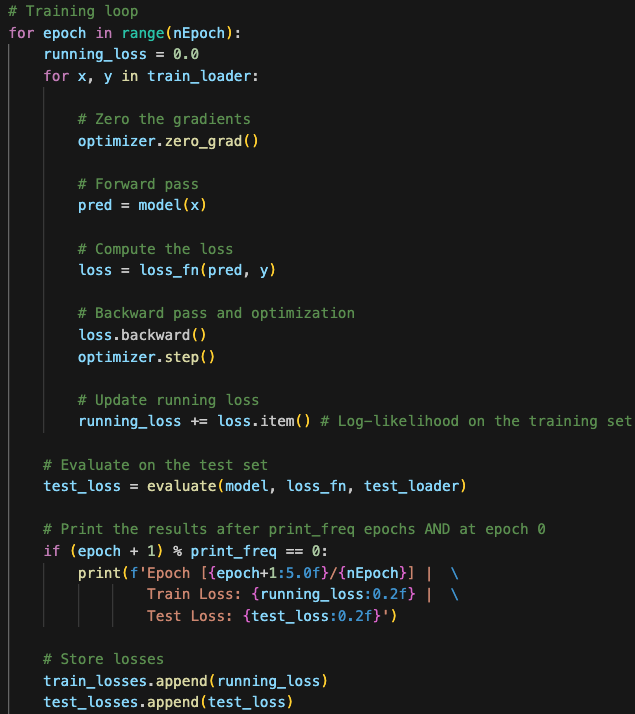 # Training loop
for epoch in range(nEpoch):
    running_loss = 0.0
    for x, y in train_loader:

        # Zero the gradients
        optimizer.zero_grad()

        # Forward pass
        pred = model(x)

        # Compute the loss
        loss = loss_fn(pred, y)

        # Backward pass and optimization
        loss.backward()
        optimizer.step()

        # Update running loss
        running_loss += loss.item() # Log-likelihood on the training set

    # Evaluate on the test set
    test_loss = evaluate(model, loss_fn, test_loader)

    # Print the results after print_freq epochs AND at epoch 0
    if (epoch + 1) % print_freq == 0:
        print(f'Epoch [{epoch+1:5.0f}/{nEpoch}] |  \
                Train Loss: {running_loss:0.2f} |  \
                Test Loss: {test_loss:0.2f}')

    # Store losses
    train_losses.append(running_loss)
    test_losses.append(test_loss)